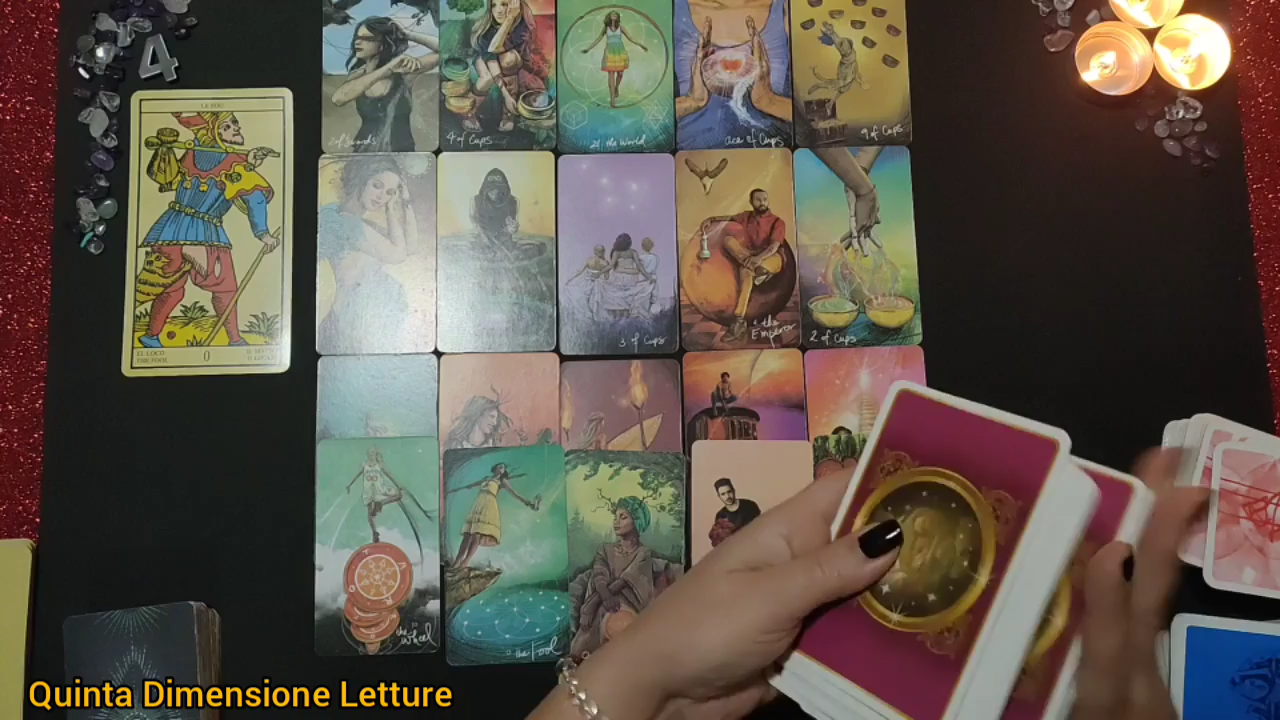 4
LE FOU
EL LOCO
THE FOOL
0
4 of Cups
21 the World
ace of Cups
9 of Cups
3 of Cups
the Emperor
2 of Cups
the Wheel
0 the Fool
Quinta Dimensione Letture